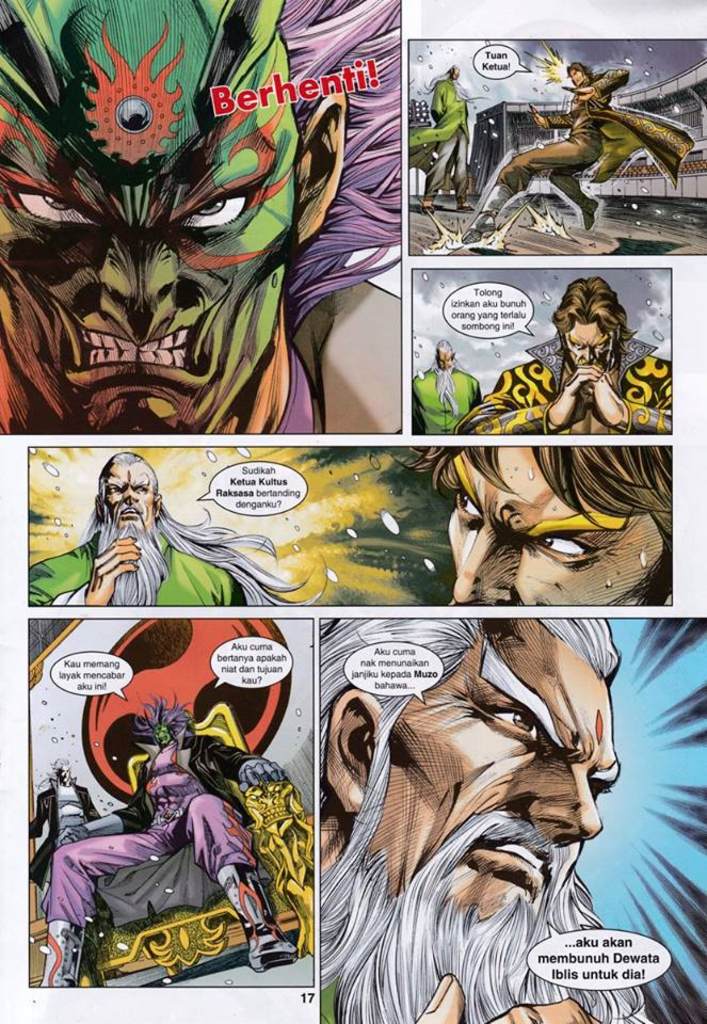 Berhenti!
Tuan
Ketua!
Tolong
izinkan aku bunuh
orang yang terlalu
sombong ini!
Sudikah
Ketua Kultus
Raksasa bertanding
denganku?
Kau memang
layak mencabar
aku ini!
Aku cuma
bertanya apakah
niat dan tujuan
kau?
Aku cuma
nak menunaikan
janjiku kepada Muzo
bahawa...
...aku akan
membunuh Dewata
Iblis untuk dia!
17